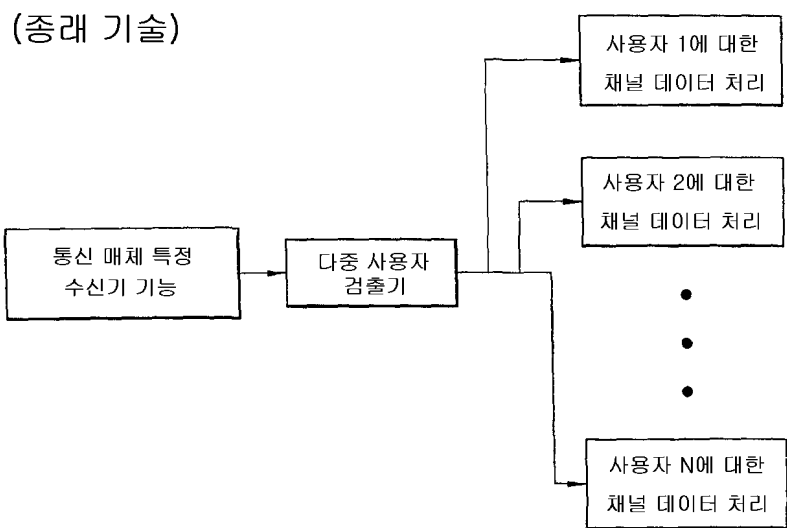 (종래 기술)
사용자 1에 대한
채널 데이터 처리
사용자 2에 대한
채널 데이터 처리
통신 매체 특정
수신기 기능
다중 사용자
검출기
사용자 N에 대한
채널 데이터 처리